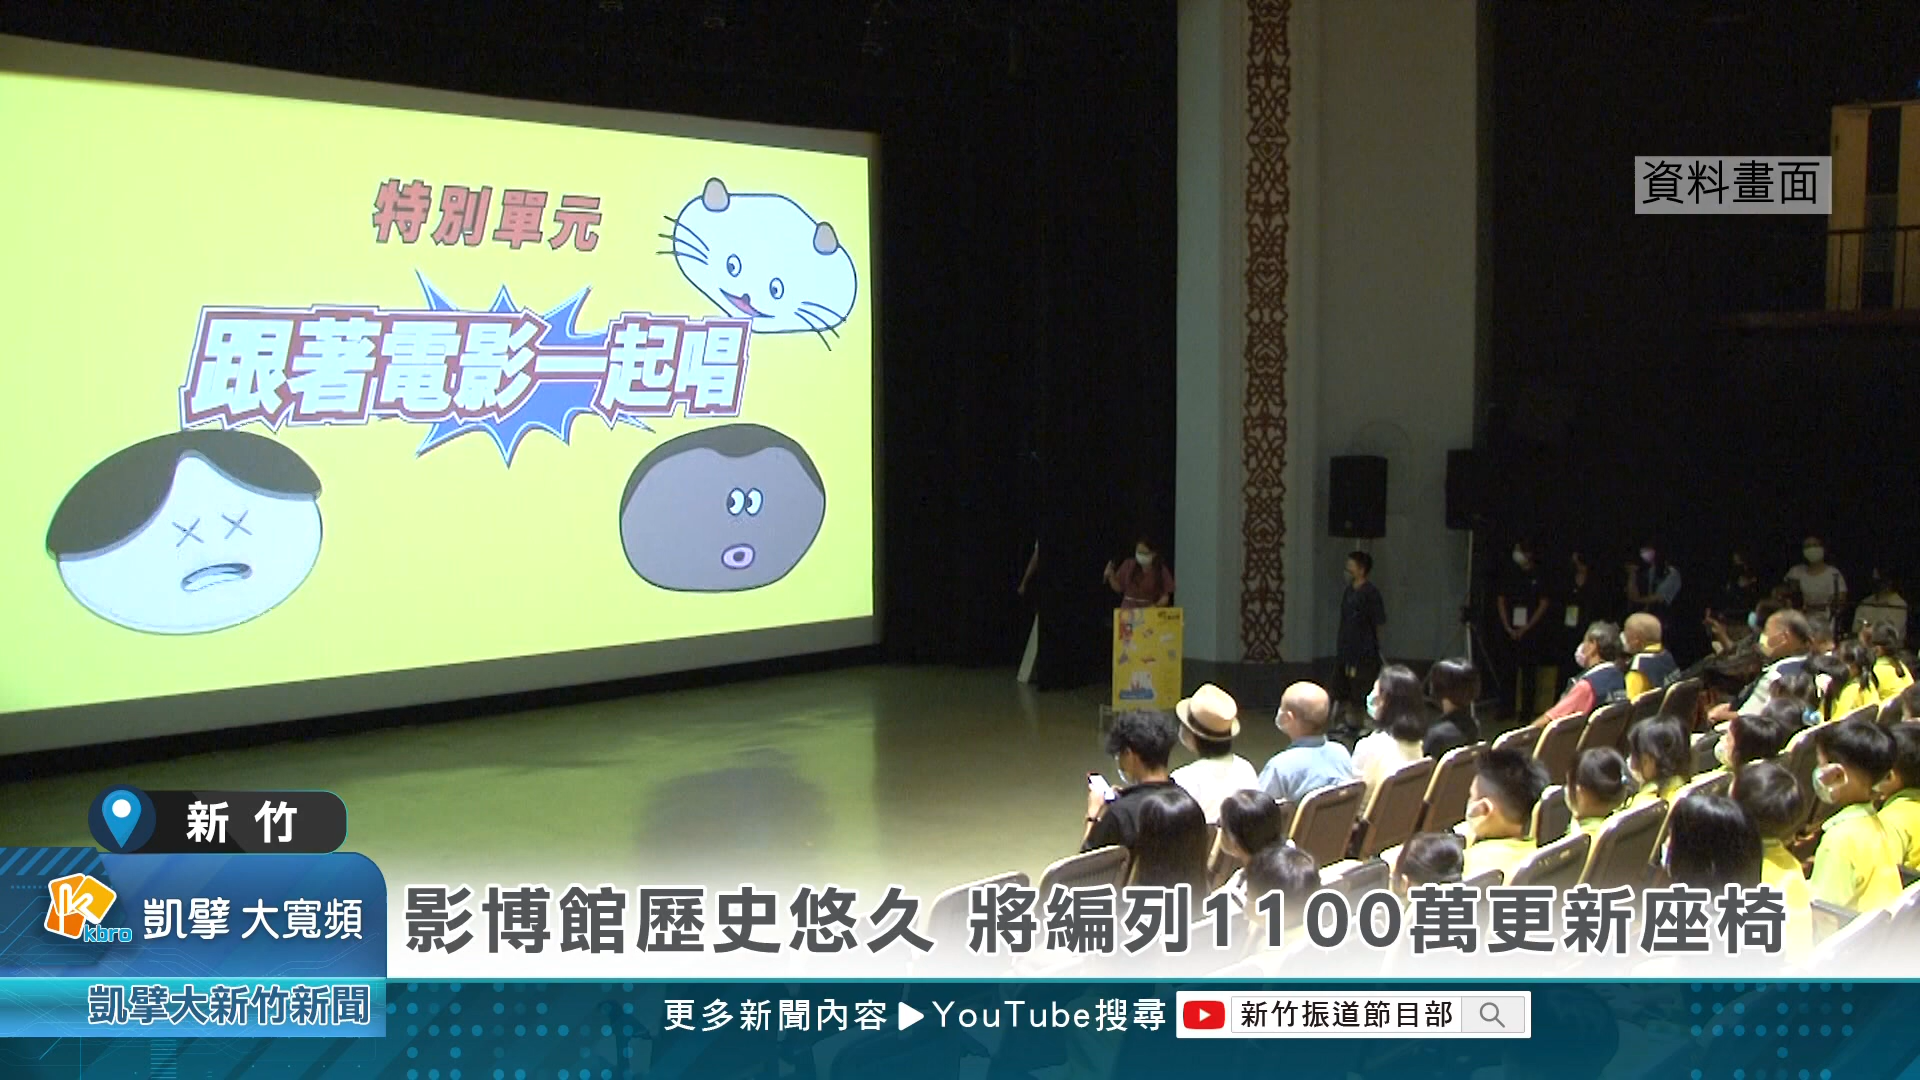 特別單元
跟著電影一起唱
資料畫面
新竹
kbro
凱擘大寬頻
影博館歷史悠久 將編列1100萬更新座椅
凱擘大新竹新聞
更多新聞內容▶YouTube搜尋
新竹振道節目部